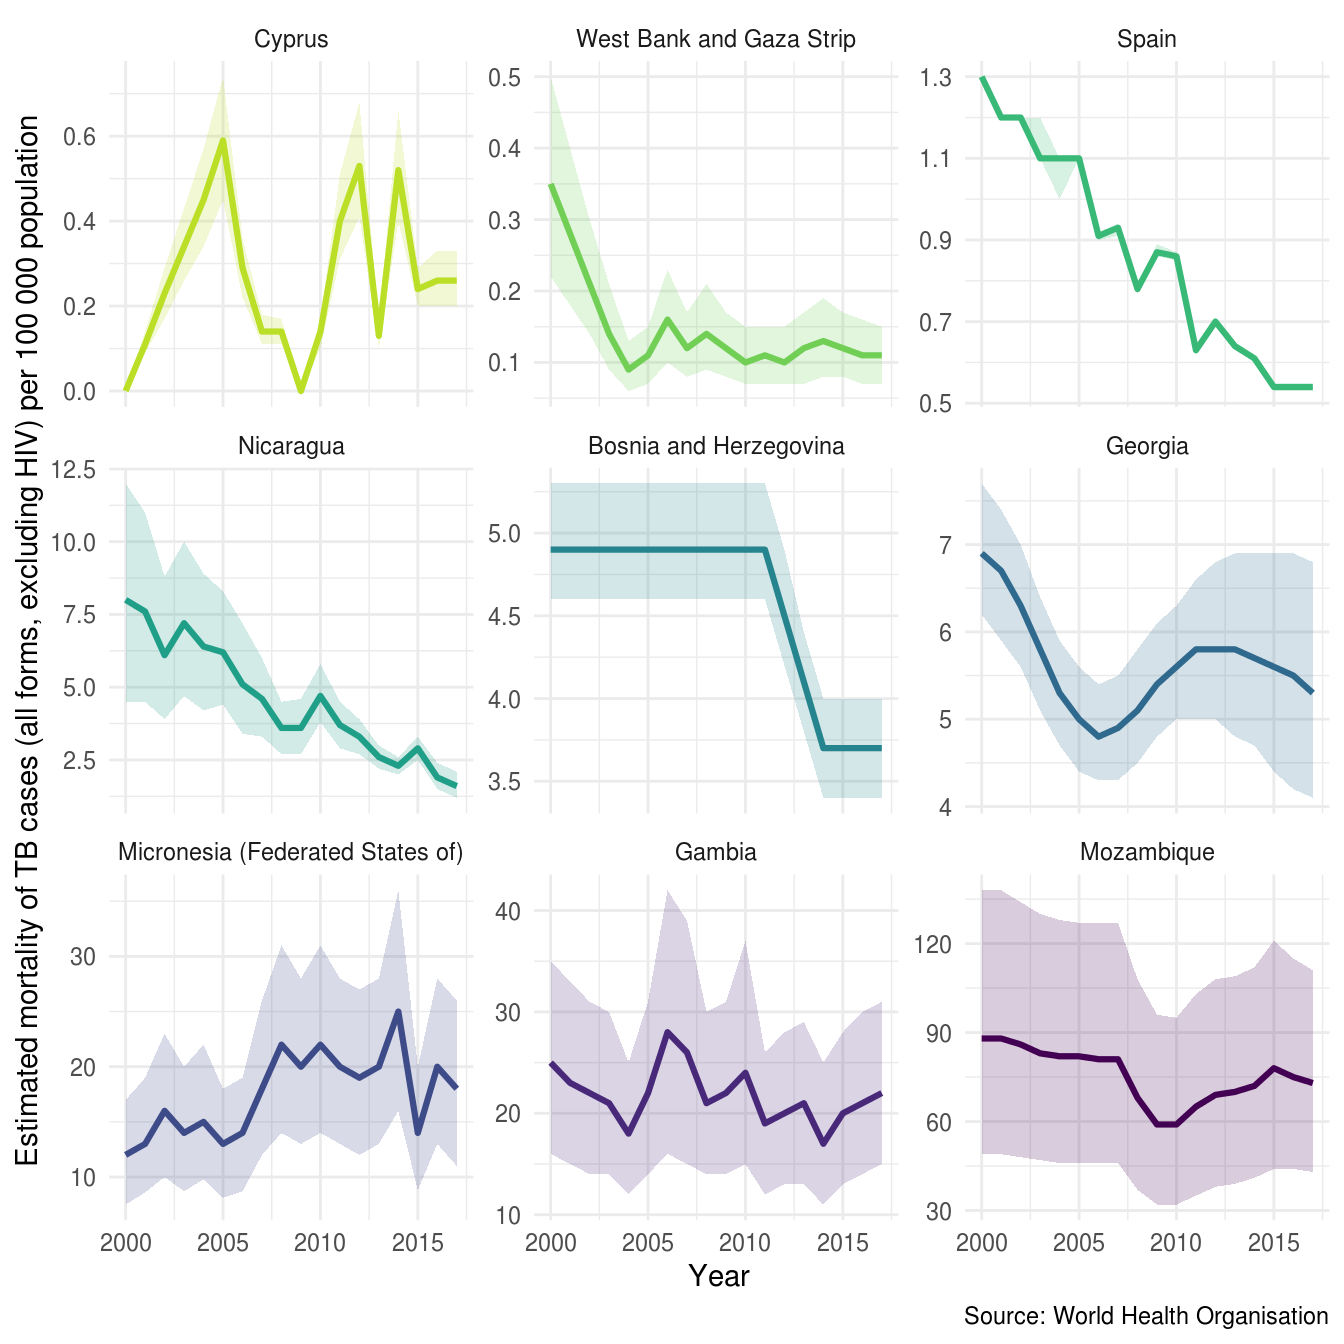 Cyprus
West Bank and Gaza Strip
Spain
0.6
0.4
0.2
0.0
0.5
0.4
0.3
0.2
0.1
1.3
1.1
0.9
0.7
0.5
Estimated mortality of TB cases (all forms, excluding HIV) per 100 000 population
Nicaragua
Bosnia and Herzegovina
Georgia
12.5
10.0
7.5
5.0
2.5
5.0
4.5
4.0
3.5
7
6
5
4
Micronesia (Federated States of)
Gambia
Mozambique
30
20
10
40
30
20
10
120
90
60
30
2000 2005 2010 2015
2000 2005 2010 2015
2000 2005 2010 2015
Year
Source: World Health Organisation